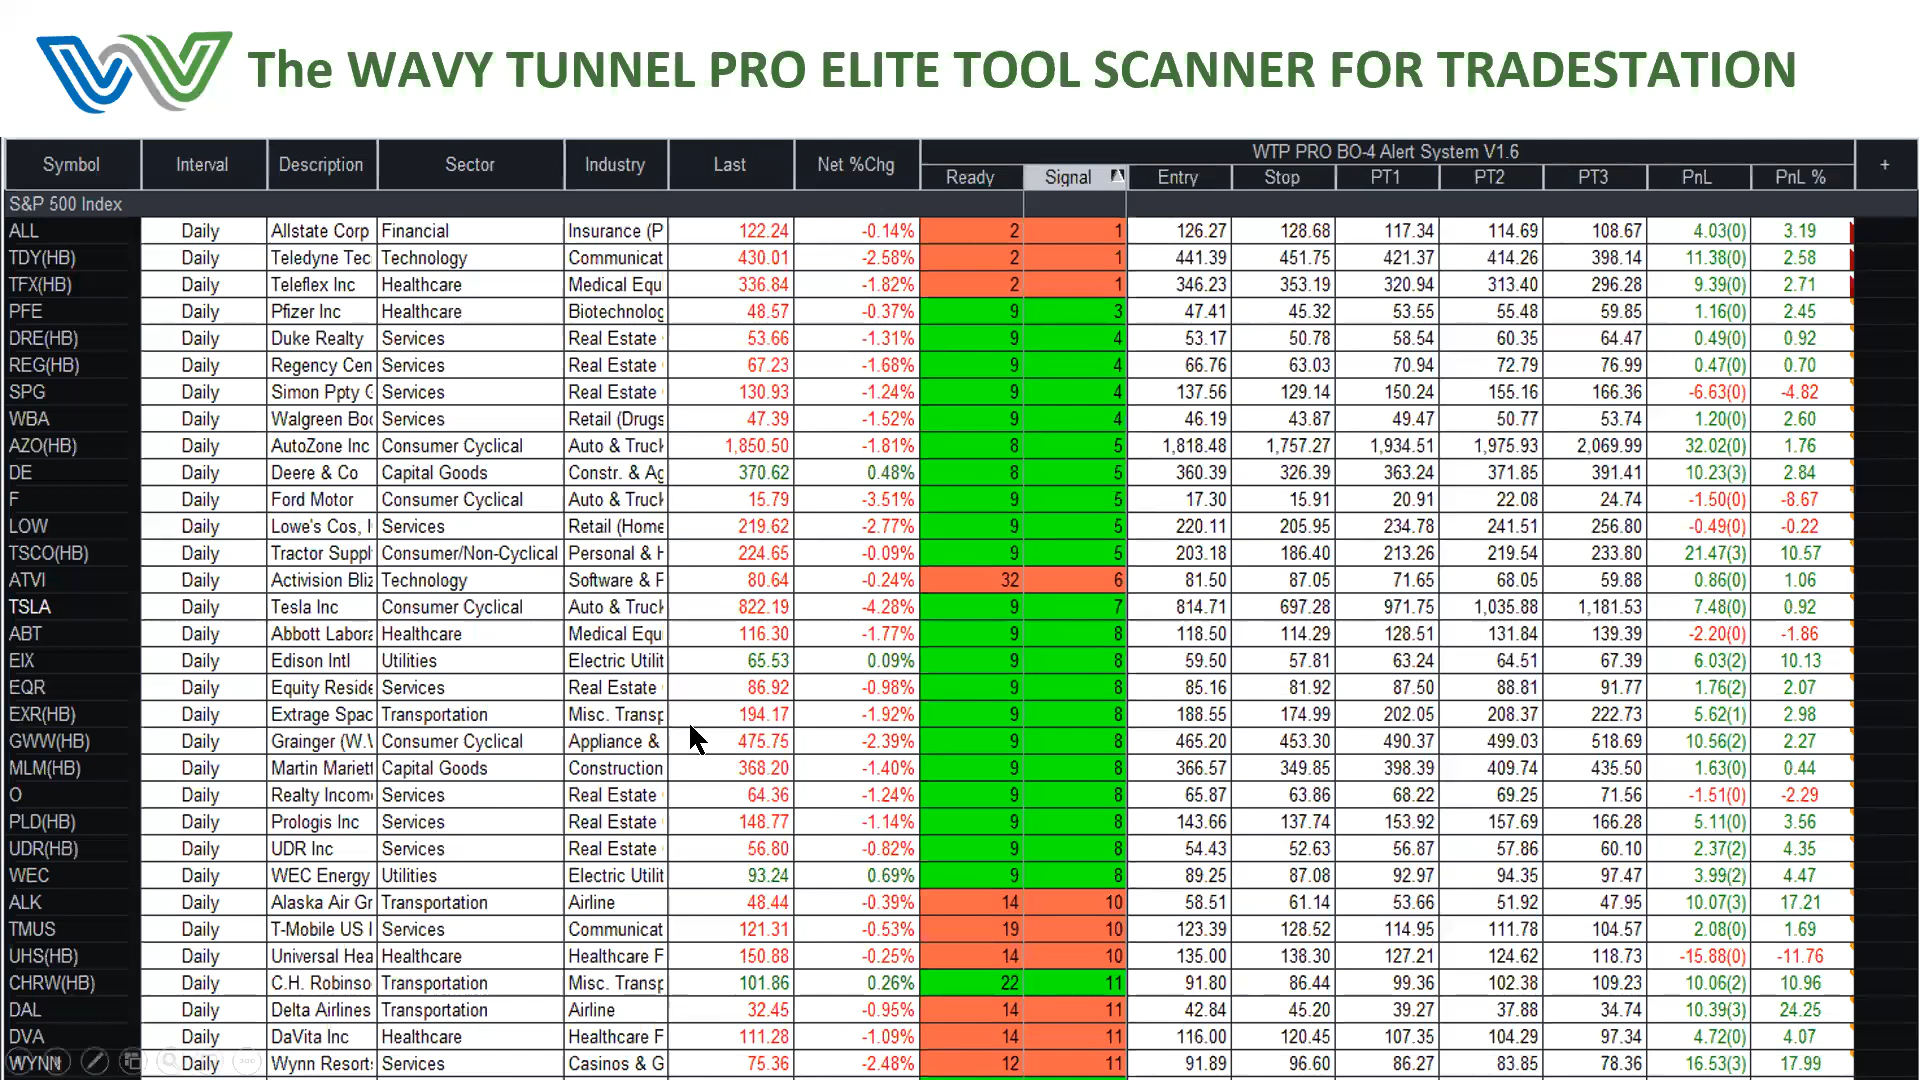 The WAVY TUNNEL PRO ELITE TOOL SCANNER FOR TRADESTATION
Symbol Interval Description Sector Industry Last Net %Chg WTP PRO BO-4 Alert System V1.6 +
Ready Signal Entry Stop PT1 PT2 PT3 PnL PnL %
S&P 500 Index
ALL Daily Allstate Corp Financial Insurance (P 122.24 -0.14% 2 1 126.27 128.68 117.34 114.69 108.67 4.03(0) 3.19
TDY(HB) Daily Teledyne Tec Technology Communicat 430.01 -2.58% 2 1 441.39 451.75 421.37 414.26 398.14 11.38(0) 2.58
TFX(HB) Daily Teleflex Inc Healthcare Medical Equ 336.84 -1.82% 2 1 346.23 353.19 320.94 313.40 296.28 9.39(0) 2.71
PFE Daily Pfizer Inc Healthcare Biotechnolog 48.57 -0.37% 9 3 47.41 45.32 53.55 55.48 59.85 1.16(0) 2.45
DRE(HB) Daily Duke Realty Services Real Estate 53.66 -1.31% 9 4 53.17 50.78 58.54 60.35 64.47 0.49(0) 0.92
REG(HB) Daily Regency Cen Services Real Estate 67.23 -1.68% 9 4 66.76 63.03 70.94 72.79 76.99 0.47(0) 0.70
SPG Daily Simon Ppty G Services Real Estate 130.93 -1.24% 9 4 137.56 129.14 150.24 155.16 166.36 -6.63(0) -4.82
WBA Daily Walgreen Boo Services Retail (Drugs 47.39 -1.52% 9 4 46.19 43.87 49.47 50.77 53.74 1.20(0) 2.60
AZO(HB) Daily AutoZone Inc Consumer Cyclical Auto & Truck 1,850.50 -1.81% 8 5 1,818.48 1,757.27 1,934.51 1,975.93 2,069.99 32.02(0) 1.76
DE Daily Deere & Co Capital Goods Constr. & Ag 370.62 0.48% 8 5 360.39 326.39 363.24 371.85 391.41 10.23(3) 2.84
F Daily Ford Motor Consumer Cyclical Auto & Truck 15.79 -3.51% 9 5 17.30 15.91 20.91 22.08 24.74 -1.50(0) -8.67
LOW Daily Lowe's Cos, I Services Retail (Home 219.62 -2.77% 9 5 220.11 205.95 234.78 241.51 256.80 -0.49(0) -0.22
TSCO(HB) Daily Tractor Suppl Consumer/Non-Cyclical Personal & H 224.65 -0.09% 9 5 203.18 186.40 213.26 219.54 233.80 21.47(3) 10.57
ATVI Daily Activision Bliz Technology Software & P 80.64 -0.24% 32 6 81.50 87.05 71.65 68.05 59.88 0.86(0) 1.06
TSLA Daily Tesla Inc Consumer Cyclical Auto & Truck 822.19 -4.28% 9 7 814.71 697.28 971.75 1,035.88 1,181.53 7.48(0) 0.92
ABT Daily Abbott Labora Healthcare Medical Equ 116.30 -1.77% 9 8 118.50 114.29 128.51 131.84 139.39 -2.20(0) -1.86
EIX Daily Edison Intl Utilities Electric Utilit 65.53 0.09% 9 8 59.50 57.81 63.24 64.51 67.39 6.03(2) 10.13
EQR Daily Equity Reside Services Real Estate 86.92 -0.98% 9 8 85.16 81.92 87.50 88.81 91.77 1.76(2) 2.07
EXR(HB) Daily Extrage Spac Transportation Misc. Transp 194.17 -1.92% 9 8 188.55 174.99 202.05 208.37 222.73 5.62(1) 2.98
GWW(HB) Daily Grainger (W.W Consumer Cyclical Appliance & 475.75 -2.39% 9 8 465.20 453.30 490.37 499.03 518.69 10.56(2) 2.27
MLM(HB) Daily Martin Mariett Capital Goods Construction 368.20 -1.40% 9 8 366.57 349.85 398.39 409.74 435.50 1.63(0) 0.44
O Daily Realty Incom Services Real Estate 64.36 -1.24% 9 8 65.87 63.86 68.22 69.25 71.56 -1.51(0) -2.29
PLD(HB) Daily Prologis Inc Services Real Estate 148.77 -1.14% 9 8 143.66 137.74 153.92 157.69 166.28 5.11(0) 3.56
UDR(HB) Daily UDR Inc Services Real Estate 56.80 -0.82% 9 8 54.43 52.63 56.87 57.86 60.10 2.37(2) 4.35
WEC Daily WEC Energy Utilities Electric Utilit 93.24 0.69% 9 8 89.25 87.08 92.97 94.35 97.47 3.99(2) 4.47
ALK Daily Alaska Air Gr Transportation Airline 48.44 -0.39% 14 10 58.51 61.14 53.66 51.92 47.95 10.07(3) 17.21
TMUS Daily T-Mobile US I Services Communicat 121.31 -0.53% 19 10 123.39 128.52 114.95 111.78 104.57 2.08(0) 1.69
UHS(HB) Daily Universal Hea Healthcare Healthcare F 150.88 -0.25% 14 10 135.00 138.30 127.21 124.62 118.73 -15.88(0) -11.76
CHRW(HB) Daily C.H. Robinso Transportation Misc. Transp 101.86 0.26% 22 11 91.80 86.44 99.36 102.38 109.23 10.06(2) 10.96
DAL Daily Delta Airlines Transportation Airline 32.45 -0.95% 14 11 42.84 45.20 39.27 37.88 34.74 10.39(3) 24.25
DVA Daily DaVita Inc Healthcare Healthcare F 111.28 -1.09% 14 11 116.00 120.45 107.35 104.29 97.34 4.72(0) 4.07
WYNN Daily Wynn Resort Services Casinos & G 75.36 -2.48% 12 11 91.89 96.60 86.27 83.85 78.36 16.53(3) 17.99